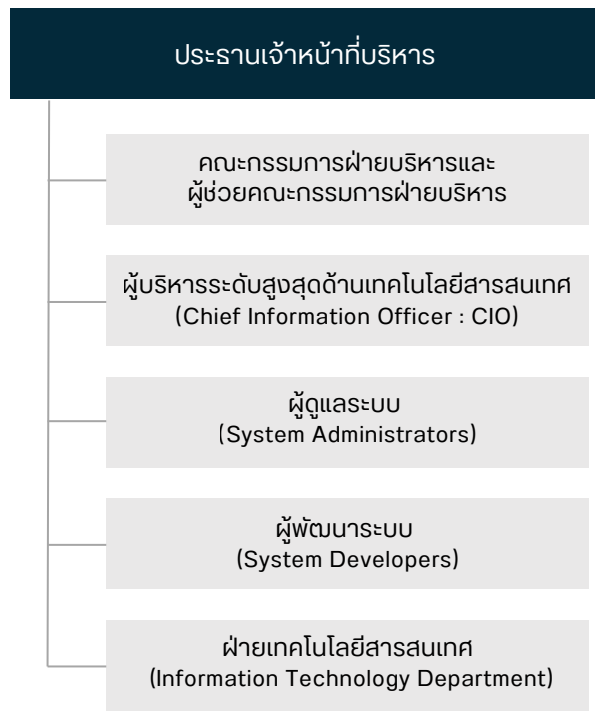 ประธานเจ้าหน้าที่บริหาร
คณะกรรมการฝ่ายบริหารและ
ผู้ช่วยคณะกรรมการฝ่ายบริหาร
ผู้บริหารระดับสูงสุดด้านเทคโนโลยีสารสนเทศ
(Chief Information Officer : CIO)
ผู้ดูแลระบบ
(System Administrators)
ผู้พัฒนาระบบ
(System Developers)
ฝ่ายเทคโนโลยีสารสนเทศ
(Information Technology Department)